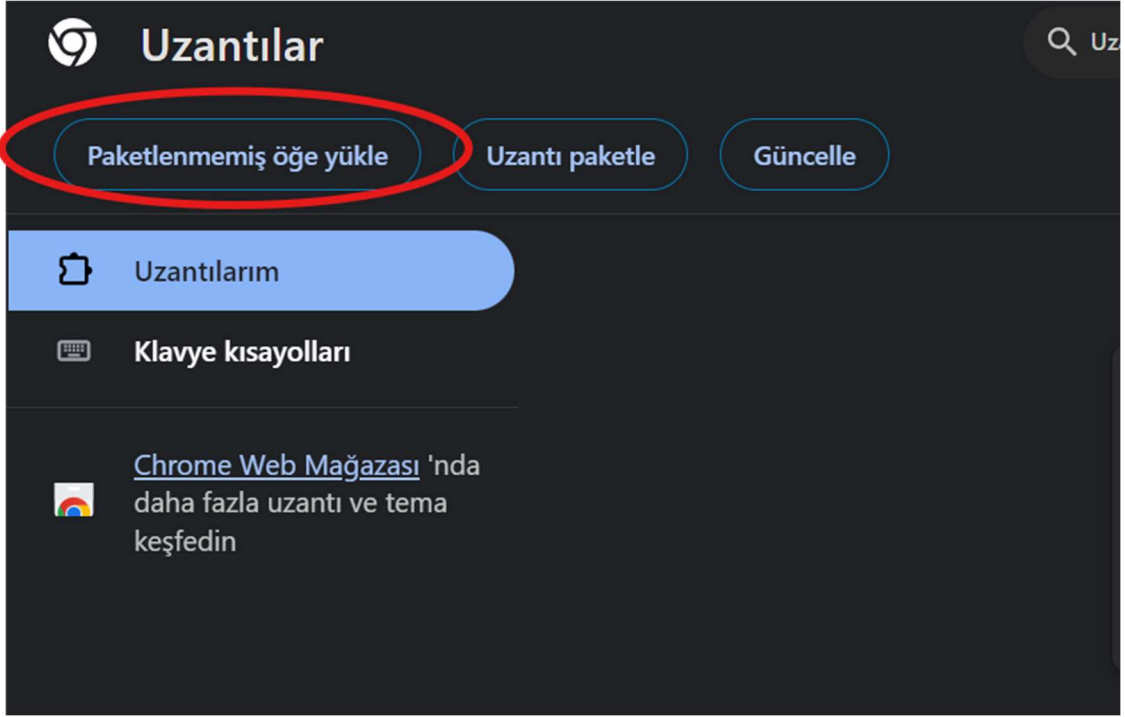 Uzantılar
Paketlenmemiş öğe yükle
Uzantı paketle
Güncelle
Uzantılarım
Klavye kısayolları
Chrome Web Mağazası 'nda
daha fazla uzantı ve tema
keşfedin